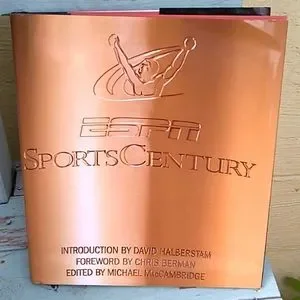 ESPN
SPORTSCENTURY
INTRODUCTION BY DAVID HALBERSTAM
FOREWORD BY CHRIS BERMAN
EDITED BY MICHAEL MacCAMBRIDGE